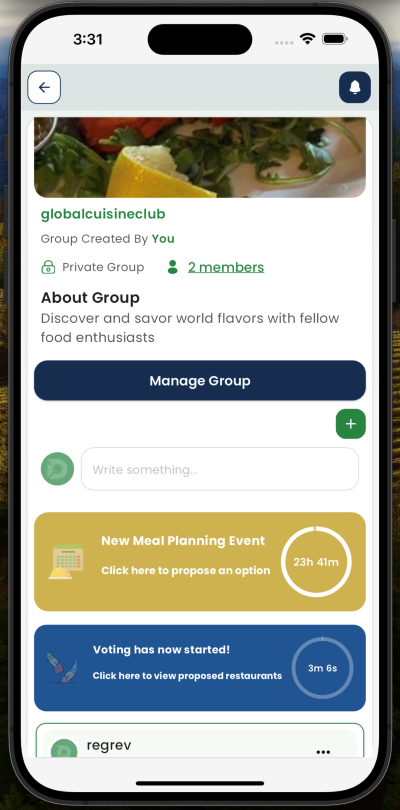 3:31
globalcuisineclub
Group Created By You
Private Group
2 members
About Group
Discover and savor world flavors with fellow
food enthusiasts
Manage Group
+
Write something...
New Meal Planning Event
Click here to propose an option
23h 41m
Voting has now started!
Click here to view proposed restaurants
3m 6s
regrev